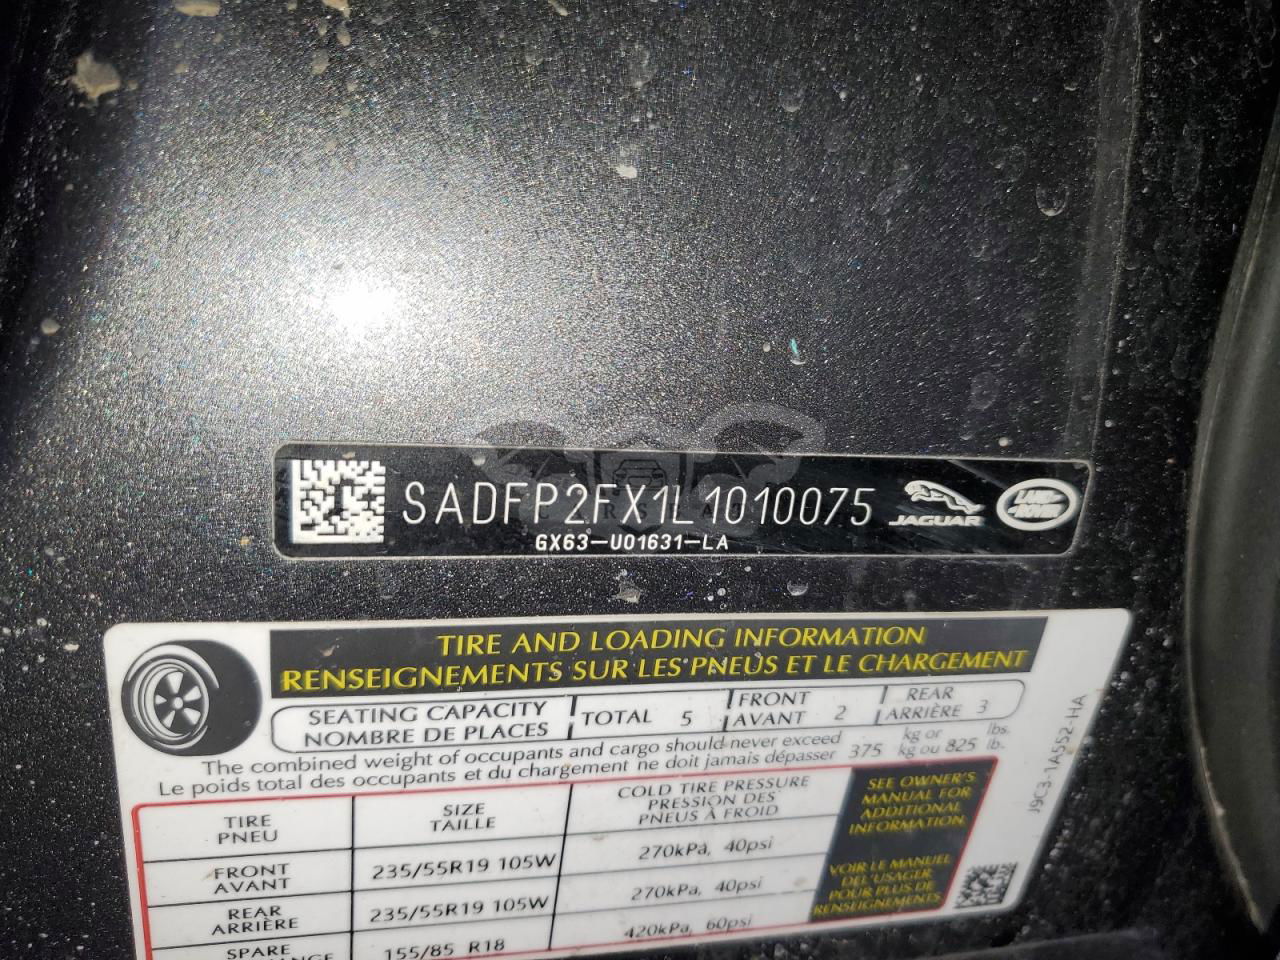 SADFP2FX1L1010075
JAGUAR
LAND
ROVER
GX63-U01631-LA
TIRE AND LOADING INFORMATION
RENSEIGNEMENTS SUR LES PNEUS ET LE CHARGEMENT
SEATING CAPACITY
NOMBRE DE PLACES
TOTAL 5
FRONT
AVANT 2
REAR
ARRIÈRE 3
The combined weight of occupants and cargo should never exceed
Le poids total des occupants et du chargement ne doit jamais dépasser
375 kg or
kg ou 825 lbs.
lb.
TIRE
PNEU
SIZE
TAILLE
COLD TIRE PRESSURE
PRESSION DES
PNEUS À FROID
FRONT
AVANT
235/55R19 105W
270kPa, 40psi
REAR
ARRIÈRE
235/55R19 105W
270kPa, 40psi
SPARE
155/85 R18
420kPa, 60psi
SEE OWNER'S
MANUAL FOR
ADDITIONAL
INFORMATION
VOIR LE MANUEL
DE L'USAGER
POUR PLUS DE
RENSEIGNEMENTS
J9C3-1A552-HA